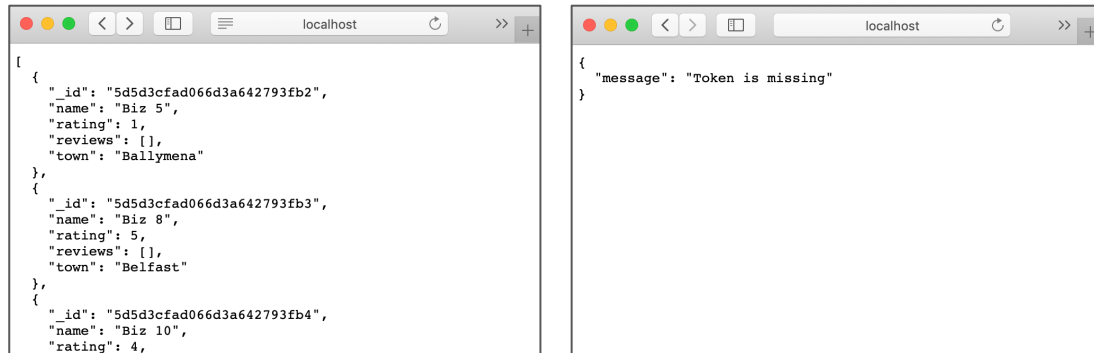 localhost
[
  {
    "_id": "5d5d3cfad066d3a642793fb2",
    "name": "Biz 5",
    "rating": 1,
    "reviews": [],
    "town": "Ballymena"
  },
  {
    "_id": "5d5d3cfad066d3a642793fb3",
    "name": "Biz 8",
    "rating": 5,
    "reviews": [],
    "town": "Belfast"
  },
  {
    "_id": "5d5d3cfad066d3a642793fb4",
    "name": "Biz 10",
    "rating": 4,
localhost
{
  "message": "Token is missing"
}